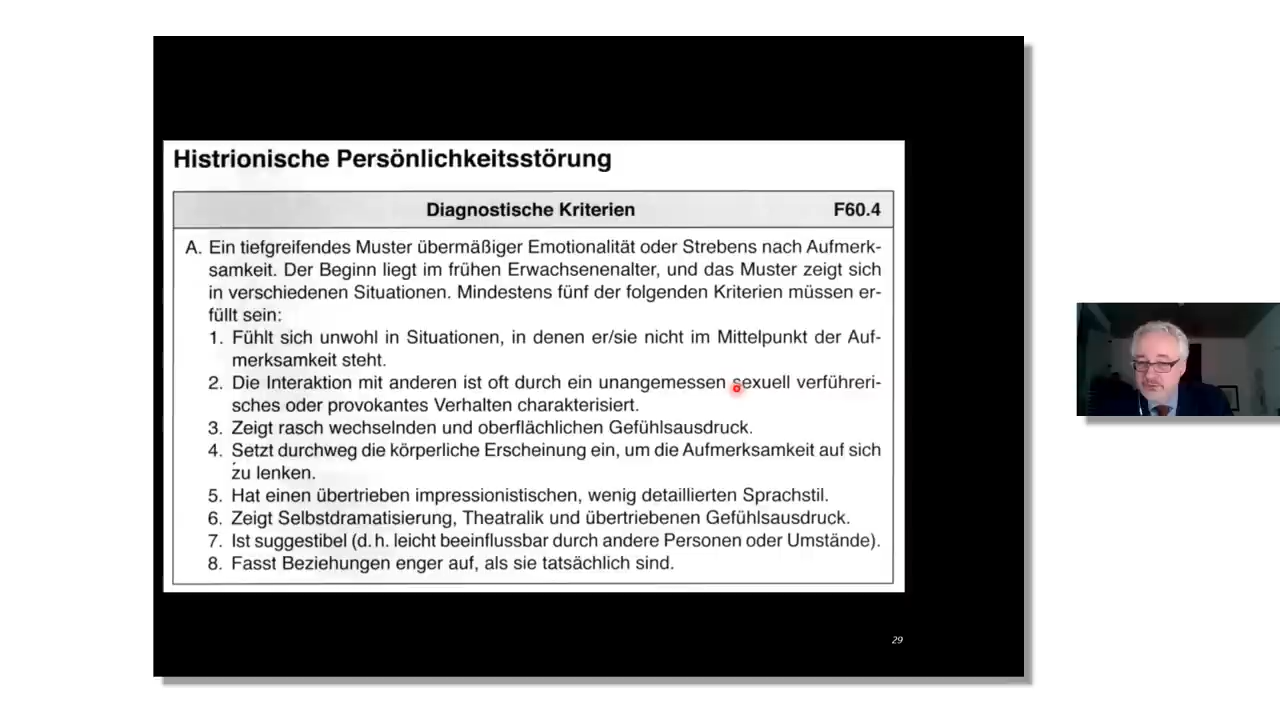 Histrionische Persönlichkeitsstörung
Diagnostische Kriterien F60.4
A. Ein tiefgreifendes Muster übermäßiger Emotionalität oder Strebens nach Aufmerk-
samkeit. Der Beginn liegt im frühen Erwachsenenalter, und das Muster zeigt sich
in verschiedenen Situationen. Mindestens fünf der folgenden Kriterien müssen er-
füllt sein:
1. Fühlt sich unwohl in Situationen, in denen er/sie nicht im Mittelpunkt der Auf-
merksamkeit steht.
2. Die Interaktion mit anderen ist oft durch ein unangemessen sexuell verführeri-
sches oder provokantes Verhalten charakterisiert.
3. Zeigt rasch wechselnden und oberflächlichen Gefühlsausdruck.
4. Setzt durchweg die körperliche Erscheinung ein, um die Aufmerksamkeit auf sich
zu lenken.
5. Hat einen übertrieben impressionistischen, wenig detaillierten Sprachstil.
6. Zeigt Selbstdramatisierung, Theatralik und übertriebenen Gefühlsausdruck.
7. Ist suggestibel (d. h. leicht beeinflussbar durch andere Personen oder Umstände).
8. Fasst Beziehungen enger auf, als sie tatsächlich sind.
29